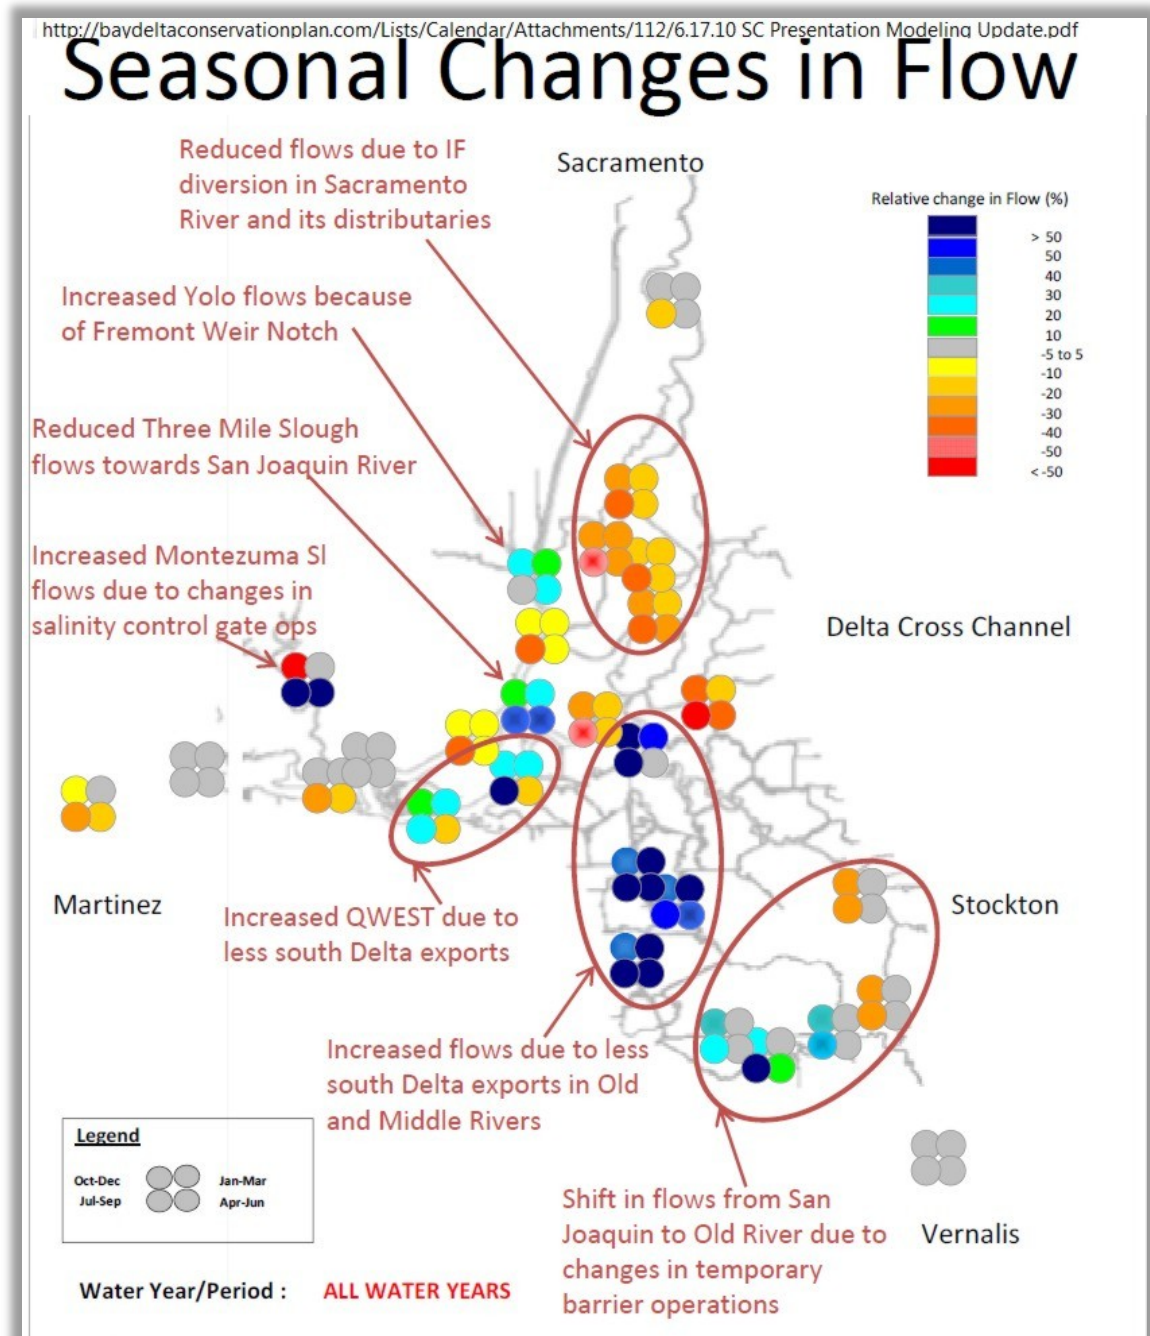 http://baydeltaconservationplan.com/Lists/Calendar/Attachments/112/6.17.10 SC Presentation Modeling Update.pdf
Seasonal Changes in Flow
Reduced flows due to IF
diversion in Sacramento
River and its distributaries
Sacramento
Relative change in Flow (%)
> 50
50
40
30
20
10
-5 to 5
-10
-20
-30
-40
-50
< -50
Increased Yolo flows because
of Fremont Weir Notch
Reduced Three Mile Slough
flows towards San Joaquin River
Increased Montezuma Sl
flows due to changes in
salinity control gate ops
Delta Cross Channel
Martinez
Increased QWEST due to
less south Delta exports
Stockton
Increased flows due to less
south Delta exports in Old
and Middle Rivers
Legend
Oct-Dec Jan-Mar
Jul-Sep Apr-Jun
Shift in flows from San
Joaquin to Old River due to
changes in temporary
barrier operations
Vernalis
Water Year/Period : ALL WATER YEARS